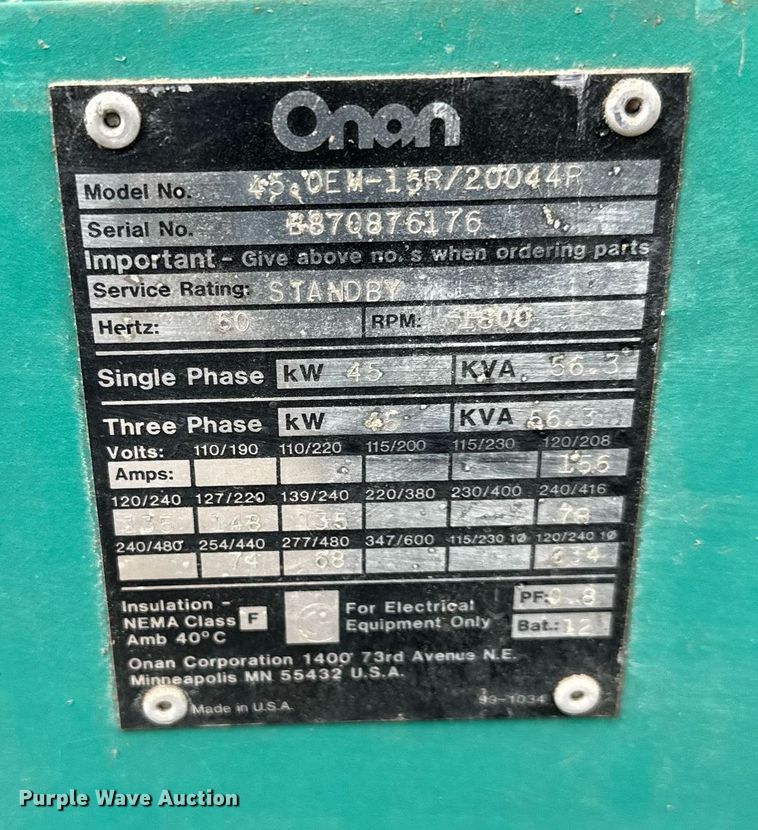 Onan
Model No. 45.0EM-15R/20044R
Serial No. 870876176
Important - Give above no.'s when ordering parts
Service Rating: STANDBY
Hertz: 60 RPM: 1800
Single Phase kW 45 KVA 56.3
Three Phase kW 45 KVA 56.3
Volts: 110/190 110/220 115/200 115/230 120/208
Amps: 156
120/240 127/220 139/240 220/380 230/400 240/416
135 148 135 78
240/480 254/440 277/480 347/600 115/230 1Ø 120/240 1Ø
74 68
Insulation - NEMA Class F
Amb 40°C
For Electrical Equipment Only
PF: 0.8
Bat.: 12
Onan Corporation 1400 73rd Avenue N.E.
Minneapolis MN 55432 U.S.A.
Made in U.S.A. 99-1034
Purple Wave Auction